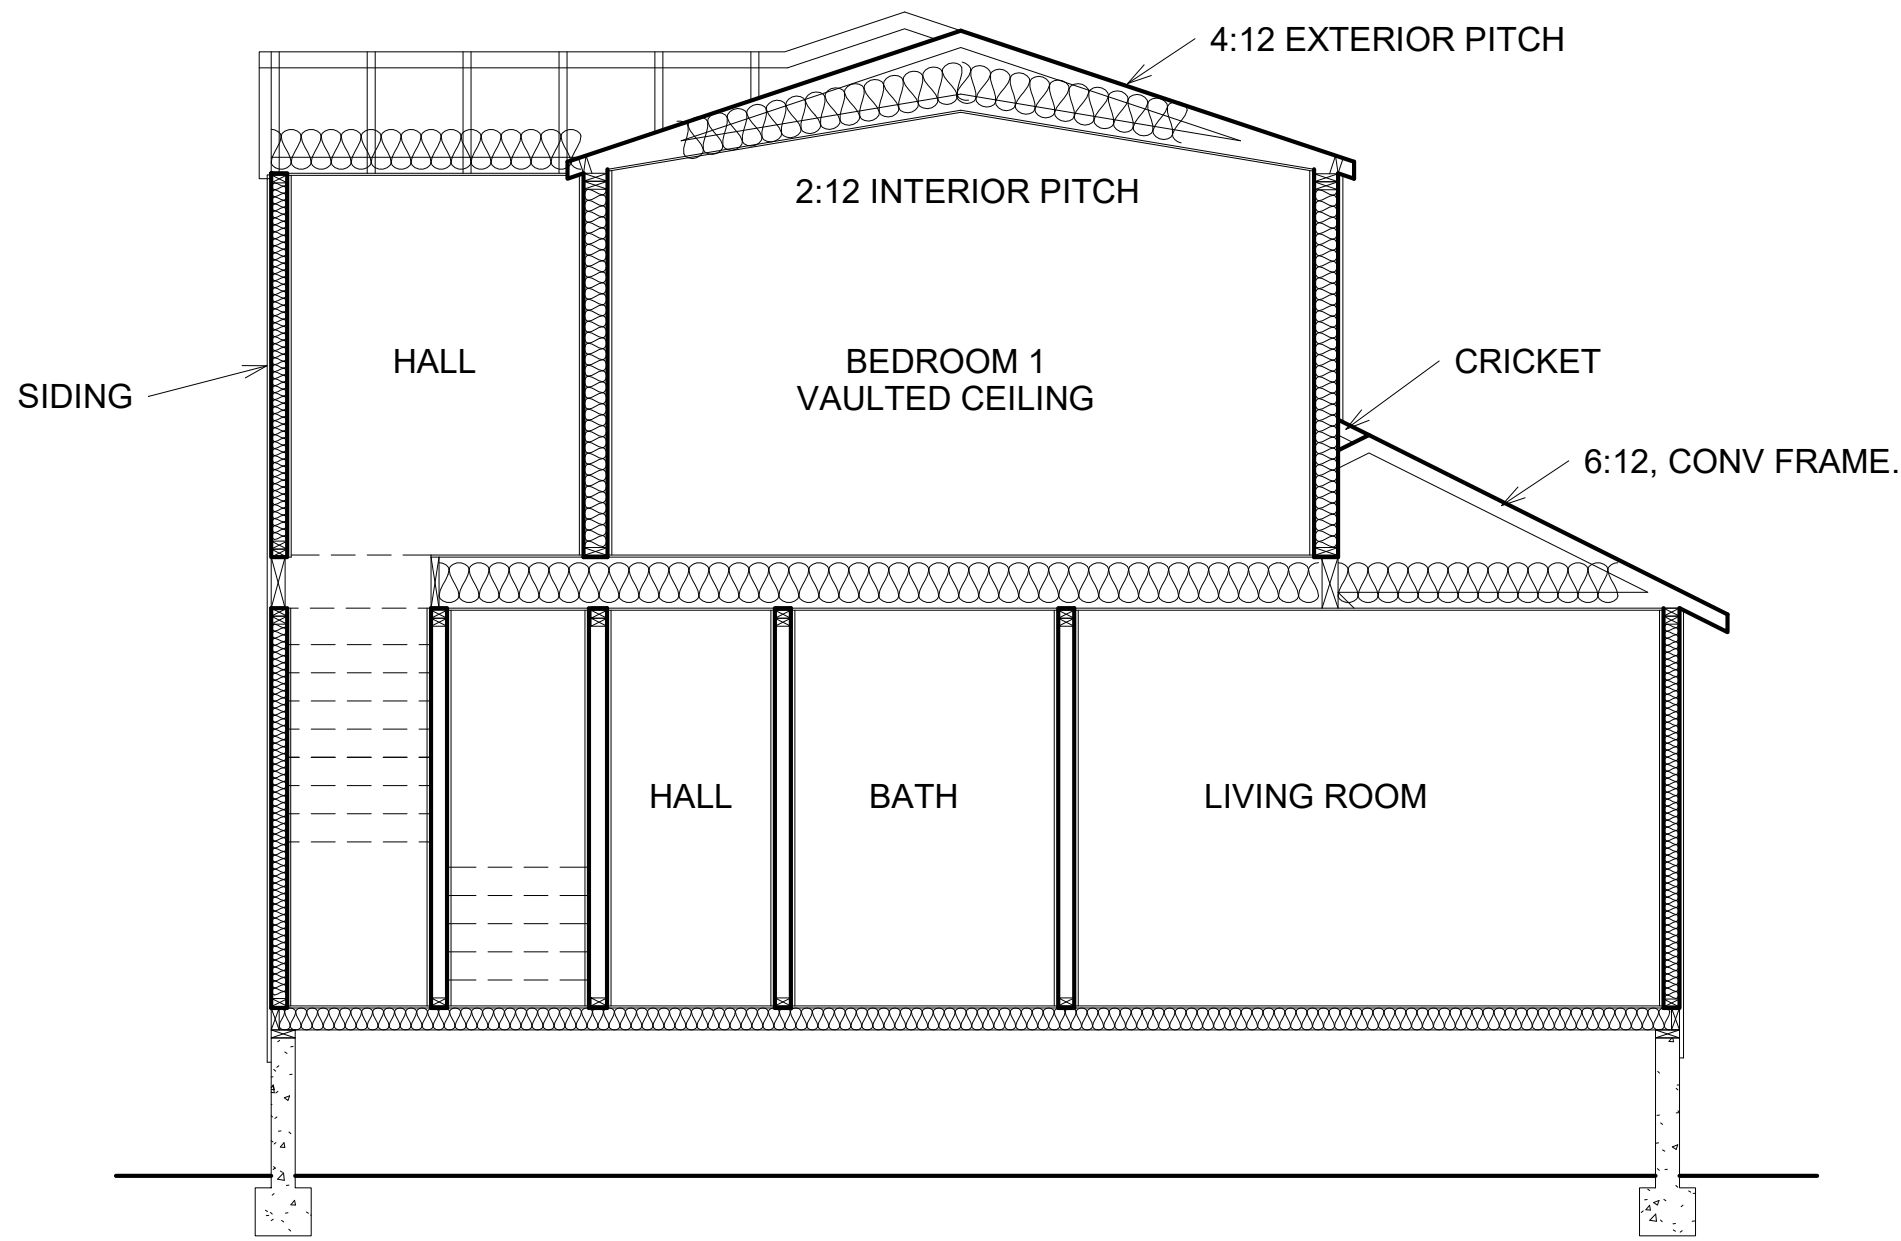 4:12 EXTERIOR PITCH
2:12 INTERIOR PITCH
HALL
BEDROOM 1
VAULTED CEILING
CRICKET
SIDING
6:12, CONV FRAME.
HALL
BATH
LIVING ROOM